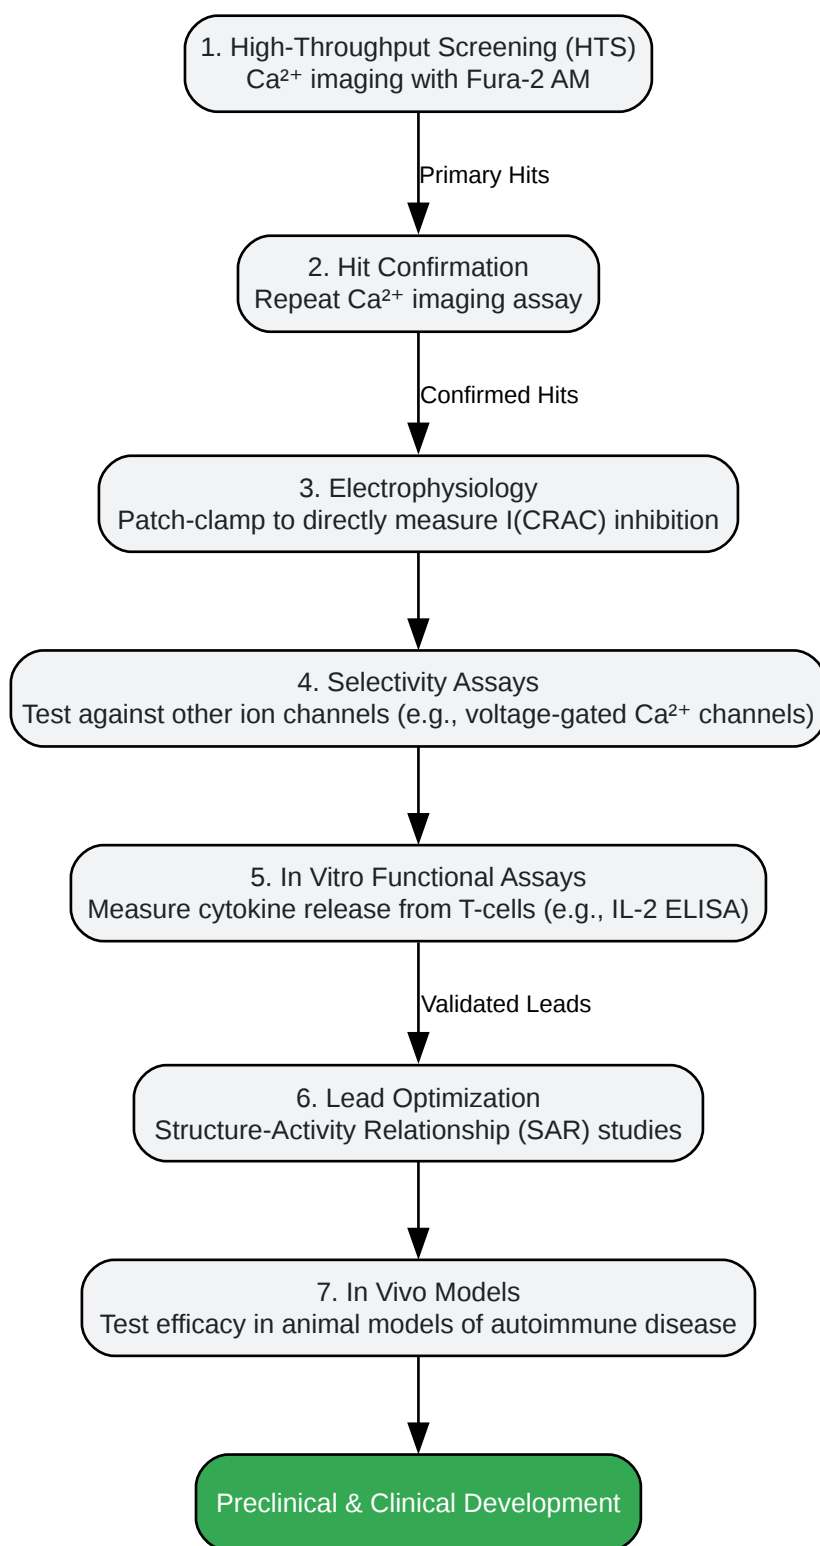 1. High-Throughput Screening (HTS)
Ca²⁺ imaging with Fura-2 AM
Primary Hits
2. Hit Confirmation
Repeat Ca²⁺ imaging assay
Confirmed Hits
3. Electrophysiology
Patch-clamp to directly measure I(CRAC) inhibition
4. Selectivity Assays
Test against other ion channels (e.g., voltage-gated Ca²⁺ channels)
5. In Vitro Functional Assays
Measure cytokine release from T-cells (e.g., IL-2 ELISA)
Validated Leads
6. Lead Optimization
Structure-Activity Relationship (SAR) studies
7. In Vivo Models
Test efficacy in animal models of autoimmune disease
Preclinical & Clinical Development